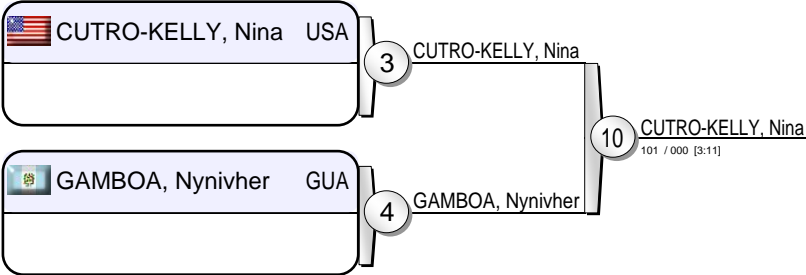 CUTRO-KELLY, Nina USA
3
CUTRO-KELLY, Nina
10
CUTRO-KELLY, Nina
101 / 000 [3:11]
GAMBOA, Nynivher GUA
4
GAMBOA, Nynivher